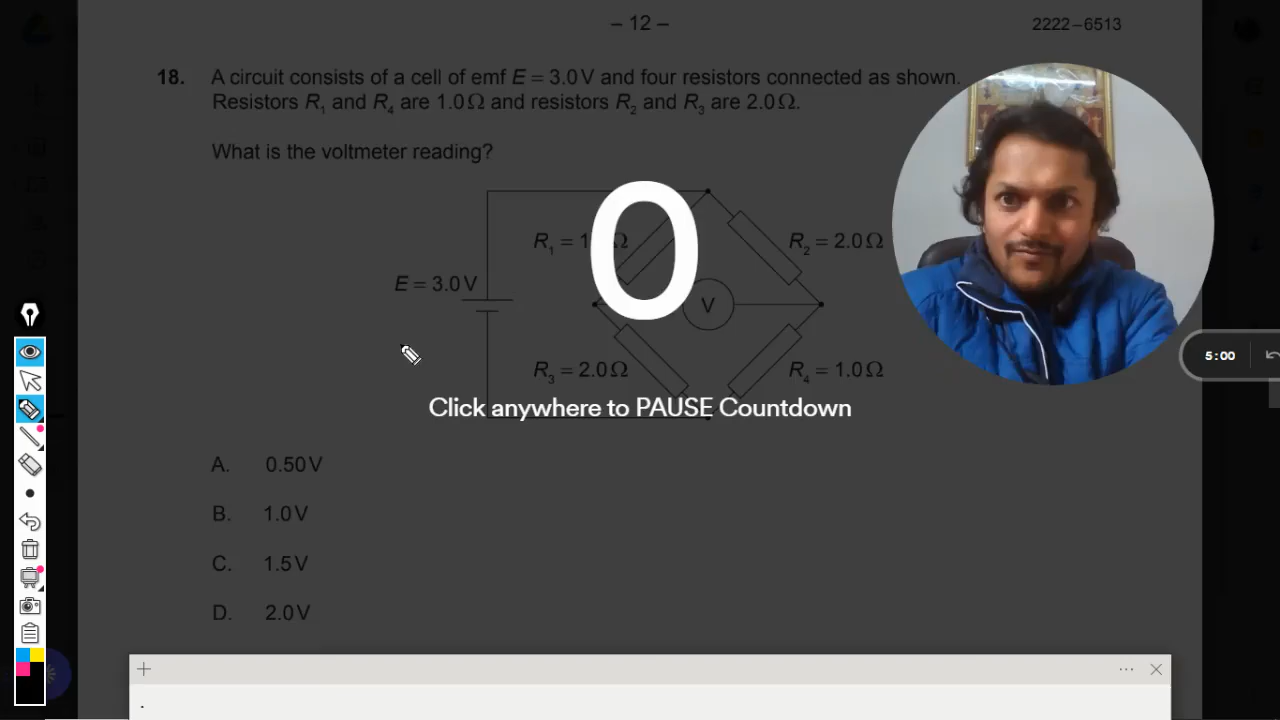 – 12 –
2222–6513
18. A circuit consists of a cell of emf E = 3.0 V and four resistors connected as shown.
Resistors R₁ and R₄ are 1.0 Ω and resistors R₂ and R₃ are 2.0 Ω.
What is the voltmeter reading?
0
R₁ = 1 Ω
R₂ = 2.0 Ω
E = 3.0 V
V
5:00
R₃ = 2.0 Ω
R₄ = 1.0 Ω
Click anywhere to PAUSE Countdown
A. 0.50 V
B. 1.0 V
C. 1.5 V
D. 2.0 V